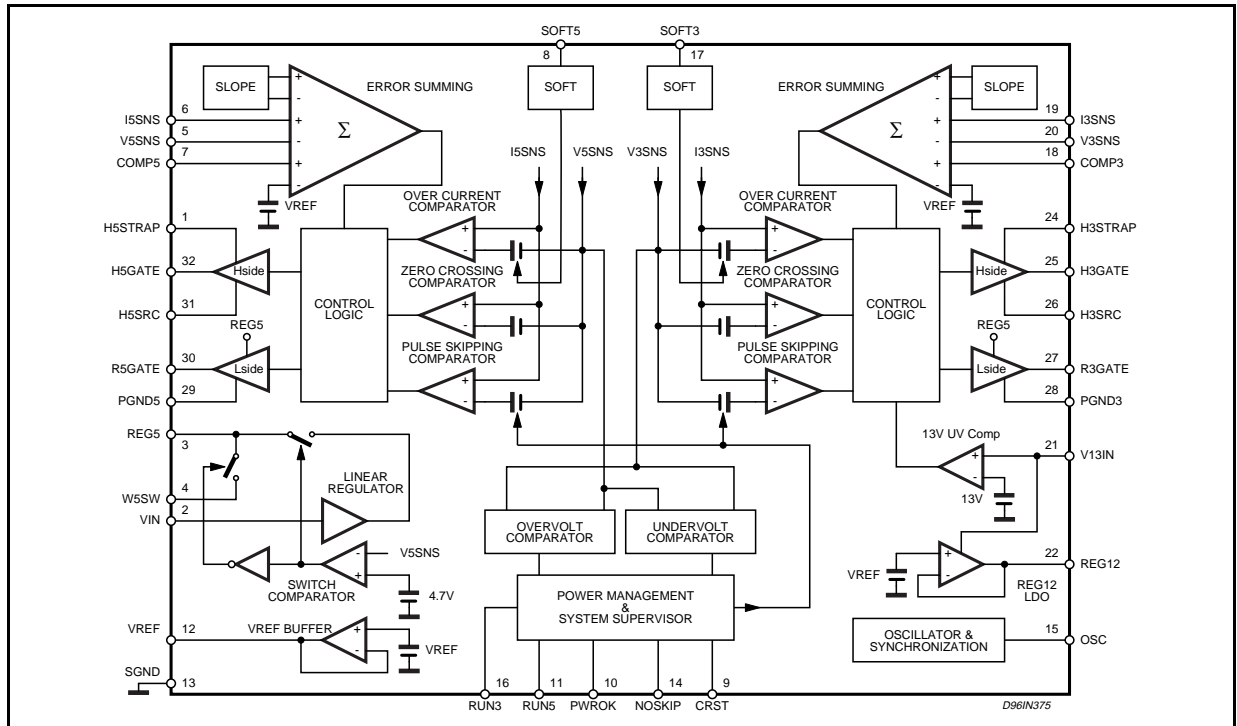 SOFT5 SOFT3
8 17
SLOPE + - ERROR SUMMING SOFT SOFT ERROR SUMMING + - SLOPE
6 19
I5SNS + Σ Σ + I3SNS
5 20
V5SNS - - V3SNS
7 18
COMP5 + I5SNS V5SNS V3SNS I3SNS + COMP3
- VREF OVER CURRENT COMPARATOR OVER CURRENT COMPARATOR VREF -
1 24
H5STRAP + - + - H3STRAP
32 25
H5GATE Hside ZERO CROSSING COMPARATOR ZERO CROSSING COMPARATOR Hside H3GATE
31 26
H5SRC CONTROL LOGIC + - + - CONTROL LOGIC H3SRC
REG5 PULSE SKIPPING COMPARATOR PULSE SKIPPING COMPARATOR REG5
30 27
R5GATE Lside + - + - Lside R3GATE
29 28
PGND5 PGND3
REG5 13V UV Comp 21
3 + V13IN
4 LINEAR REGULATOR -
W5SW 13V
2
VIN OVERVOLT COMPARATOR UNDERVOLT COMPARATOR
- V5SNS + 22
+ VREF - REG12
SWITCH COMPARATOR 4.7V POWER MANAGEMENT & SYSTEM SUPERVISOR REG12 LDO
12 VREF BUFFER + 15
VREF - VREF OSCILLATOR & SYNCHRONIZATION OSC
SGND
13 16 11 10 14 9
RUN3 RUN5 PWROK NOSKIP CRST D96IN375